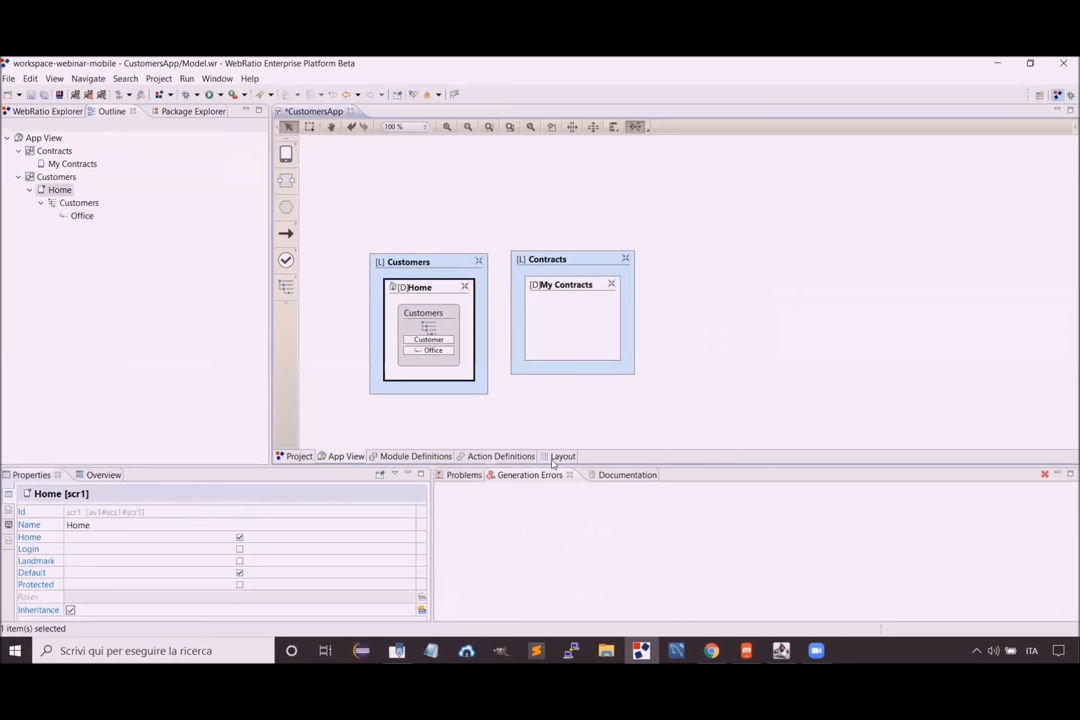 workspace-webinar-mobile - CustomersApp/Model.wr - WebRatio Enterprise Platform Beta
File Edit View Navigate Search Project Run Window Help
WebRatio Explorer Outline Package Explorer
*CustomersApp
100 %
App View
Contracts
My Contracts
Customers
Home
Customers
Office
[L] Customers
[D]Home
Customers
Customer
Office
[L] Contracts
[D]My Contracts
Project App View Module Definitions Action Definitions Layout
Properties Overview
Problems Generation Errors Documentation
Home [scr1]
Id scr1 [av1#scs1#scr1]
Name Home
Home
Login
Landmark
Default
Protected
Roles
Inheritance
1 item(s) selected
Scrivi qui per eseguire la ricerca
ITA